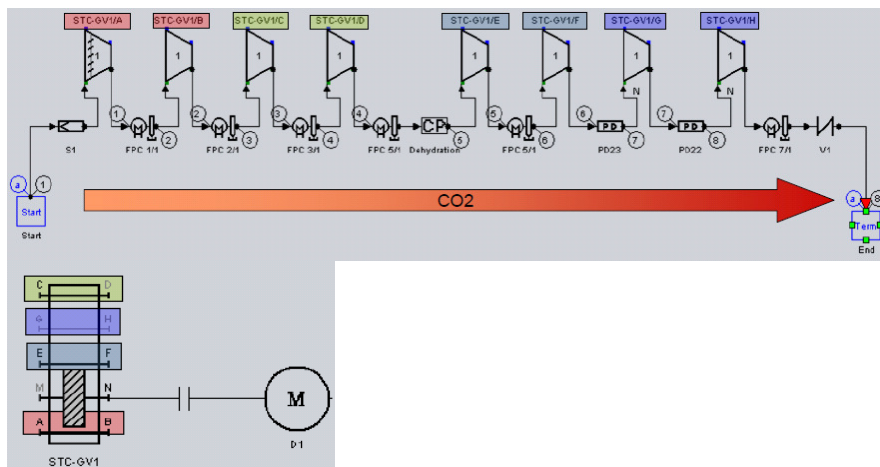 STC-GV1/A STC-GV1/B STC-GV1/C STC-GV1/D STC-GV1/E STC-GV1/F STC-GV1/G STC-GV1/H
1 1 1 1 1 1 1 1
N N
1 2 3 4 5 6 7
M M M M CP M PD PD M
2 3 4 5 6 7 8
S1 FPC 1/1 FPC 2/1 FPC 3/1 FPC 5/1 Dehydration FPC 5/1 PD23 PD22 FPC 7/1 V1
a 1
Start
Start
CO2
a 8
Term
End
C D
G H
E F
M N
M
A B
D1
STC-GV1